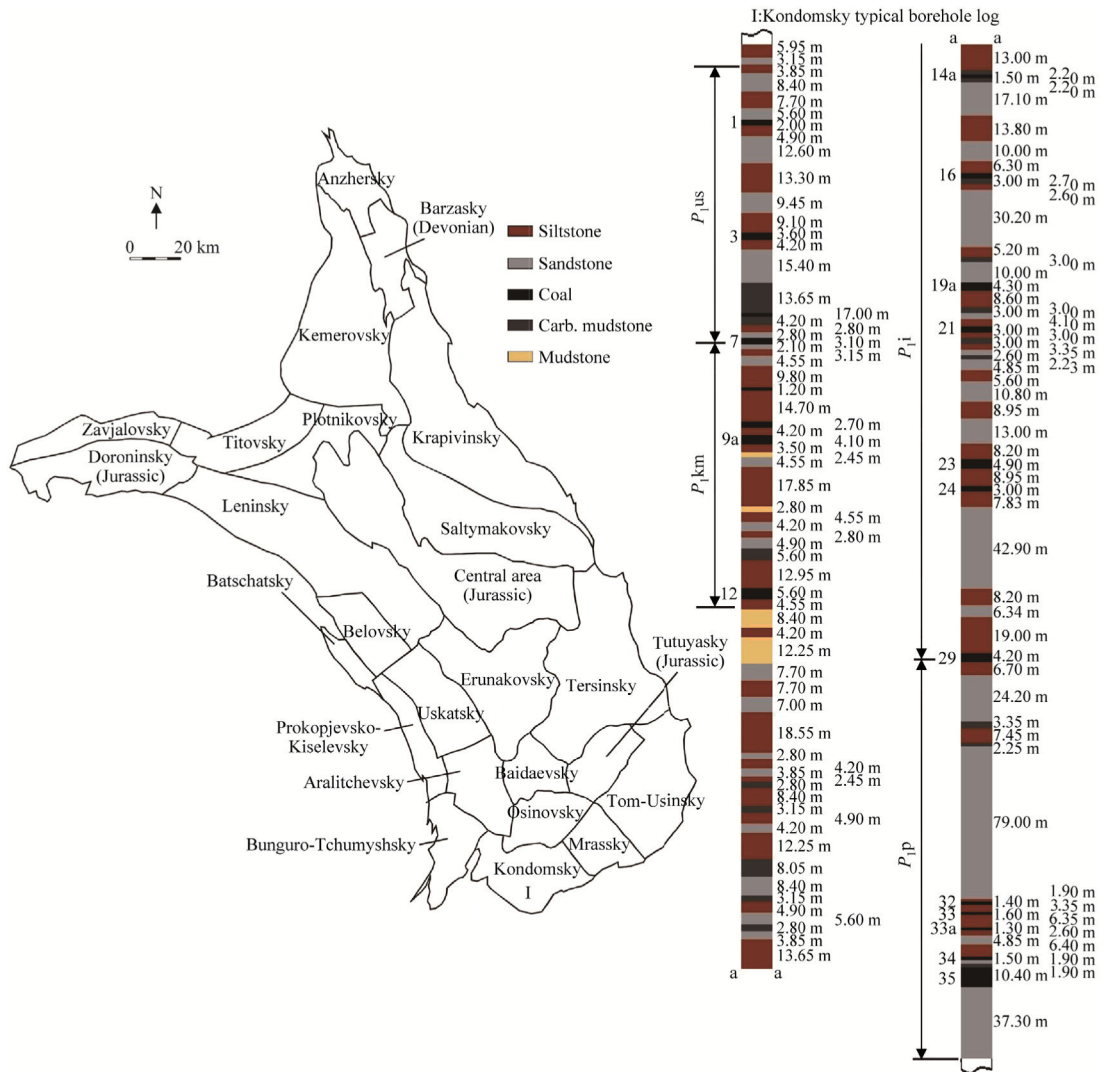 I:Kondomsky typical borehole log
N
0 20 km
Anzhersky
Barzasky
(Devonian)
Kemerovsky
Zavjalovsky
Titovsky
Plotnikovsky
Krapivinsky
Doroninsky
(Jurassic)
Leninsky
Saltymakovsky
Batschatsky
Central area
(Jurassic)
Belovsky
Tutuyasky
(Jurassic)
Erunakovsky
Tersinsky
Uskatsky
Prokopjevsko-
Kiselevsky
Aralitchevsky
Baidaevsky
Osinovsky
Tom-Usinsky
Bunguro-Tchumyshsky
Mrassky
Kondomsky
I
Siltstone
Sandstone
Coal
Carb. mudstone
Mudstone
P1us
P1km
1
3
7
9a
12
5.95 m
3.15 m
3.85 m
8.40 m
7.70 m
5.60 m
2.00 m
4.90 m
12.60 m
13.30 m
9.45 m
9.10 m
3.60 m
4.20 m
15.40 m
13.65 m
4.20 m 17.00 m
2.80 m 2.80 m
2.10 m 3.10 m
4.55 m 3.15 m
9.80 m
1.20 m
14.70 m
4.20 m 2.70 m
3.50 m 4.10 m
4.55 m 2.45 m
17.85 m
2.80 m
4.20 m 4.55 m
4.90 m 2.80 m
5.60 m
12.95 m
5.60 m
4.55 m
8.40 m
4.20 m
12.25 m
7.70 m
7.70 m
7.00 m
18.55 m
2.80 m
3.85 m 4.20 m
2.80 m 2.45 m
8.40 m
3.15 m
4.20 m 4.90 m
12.25 m
8.05 m
8.40 m
3.15 m
4.90 m
2.80 m 5.60 m
3.85 m
13.65 m
a a
a a
P1i
P1p
14a
16
19a
21
23
24
29
32
33
33a
34
35
13.00 m
1.50 m 2.20 m
17.10 m 2.20 m
13.80 m
10.00 m
6.30 m
3.00 m 2.70 m
2.60 m
30.20 m
5.20 m
10.00 m 3.00 m
4.30 m
8.60 m
3.00 m 3.00 m
3.00 m 4.10 m
3.00 m 3.00 m
2.60 m 3.35 m
4.85 m 2.253 m
5.60 m
10.80 m
8.95 m
13.00 m
8.20 m
4.90 m
8.95 m
3.00 m
7.83 m
42.90 m
8.20 m
6.34 m
19.00 m
4.20 m
6.70 m
24.20 m
3.35 m
7.45 m
2.25 m
79.00 m
1.90 m
1.40 m 3.35 m
1.60 m 6.35 m
1.30 m 2.60 m
4.85 m 6.40 m
1.50 m 1.90 m
10.40 m 1.90 m
37.30 m